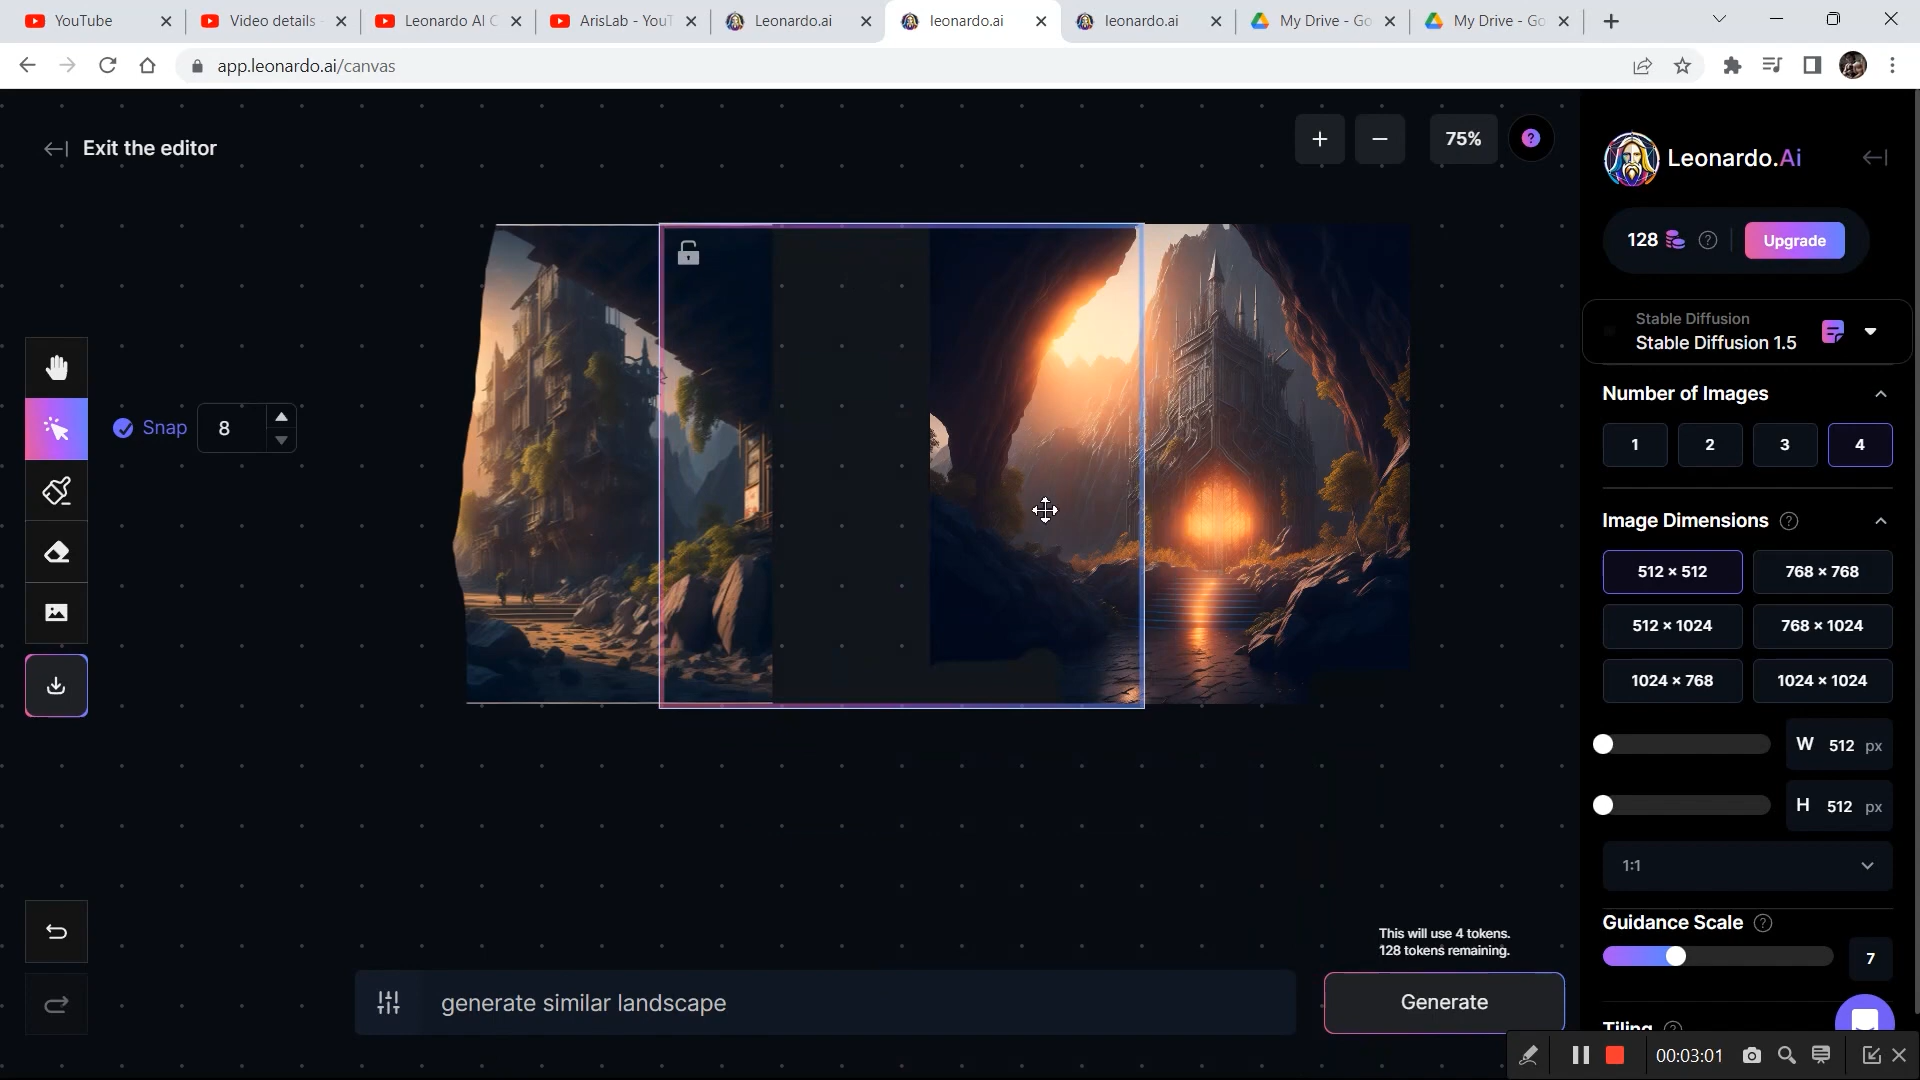 YouTube
Video details
Leonardo AI C
ArisLab - YouT
Leonardo.ai
leonardo.ai
leonardo.ai
My Drive - Go
My Drive - Go
app.leonardo.ai/canvas
Exit the editor
75%
?
Leonardo.Ai
128
?
Upgrade
Stable Diffusion
Stable Diffusion 1.5
Number of Images
1
2
3
4
Snap
8
Image Dimensions ?
512 × 512
768 × 768
512 × 1024
768 × 1024
1024 × 768
1024 × 1024
W 512 px
H 512 px
1:1
Guidance Scale ?
7
This will use 4 tokens.
128 tokens remaining.
generate similar landscape
Generate
Tiling ?
00:03:01